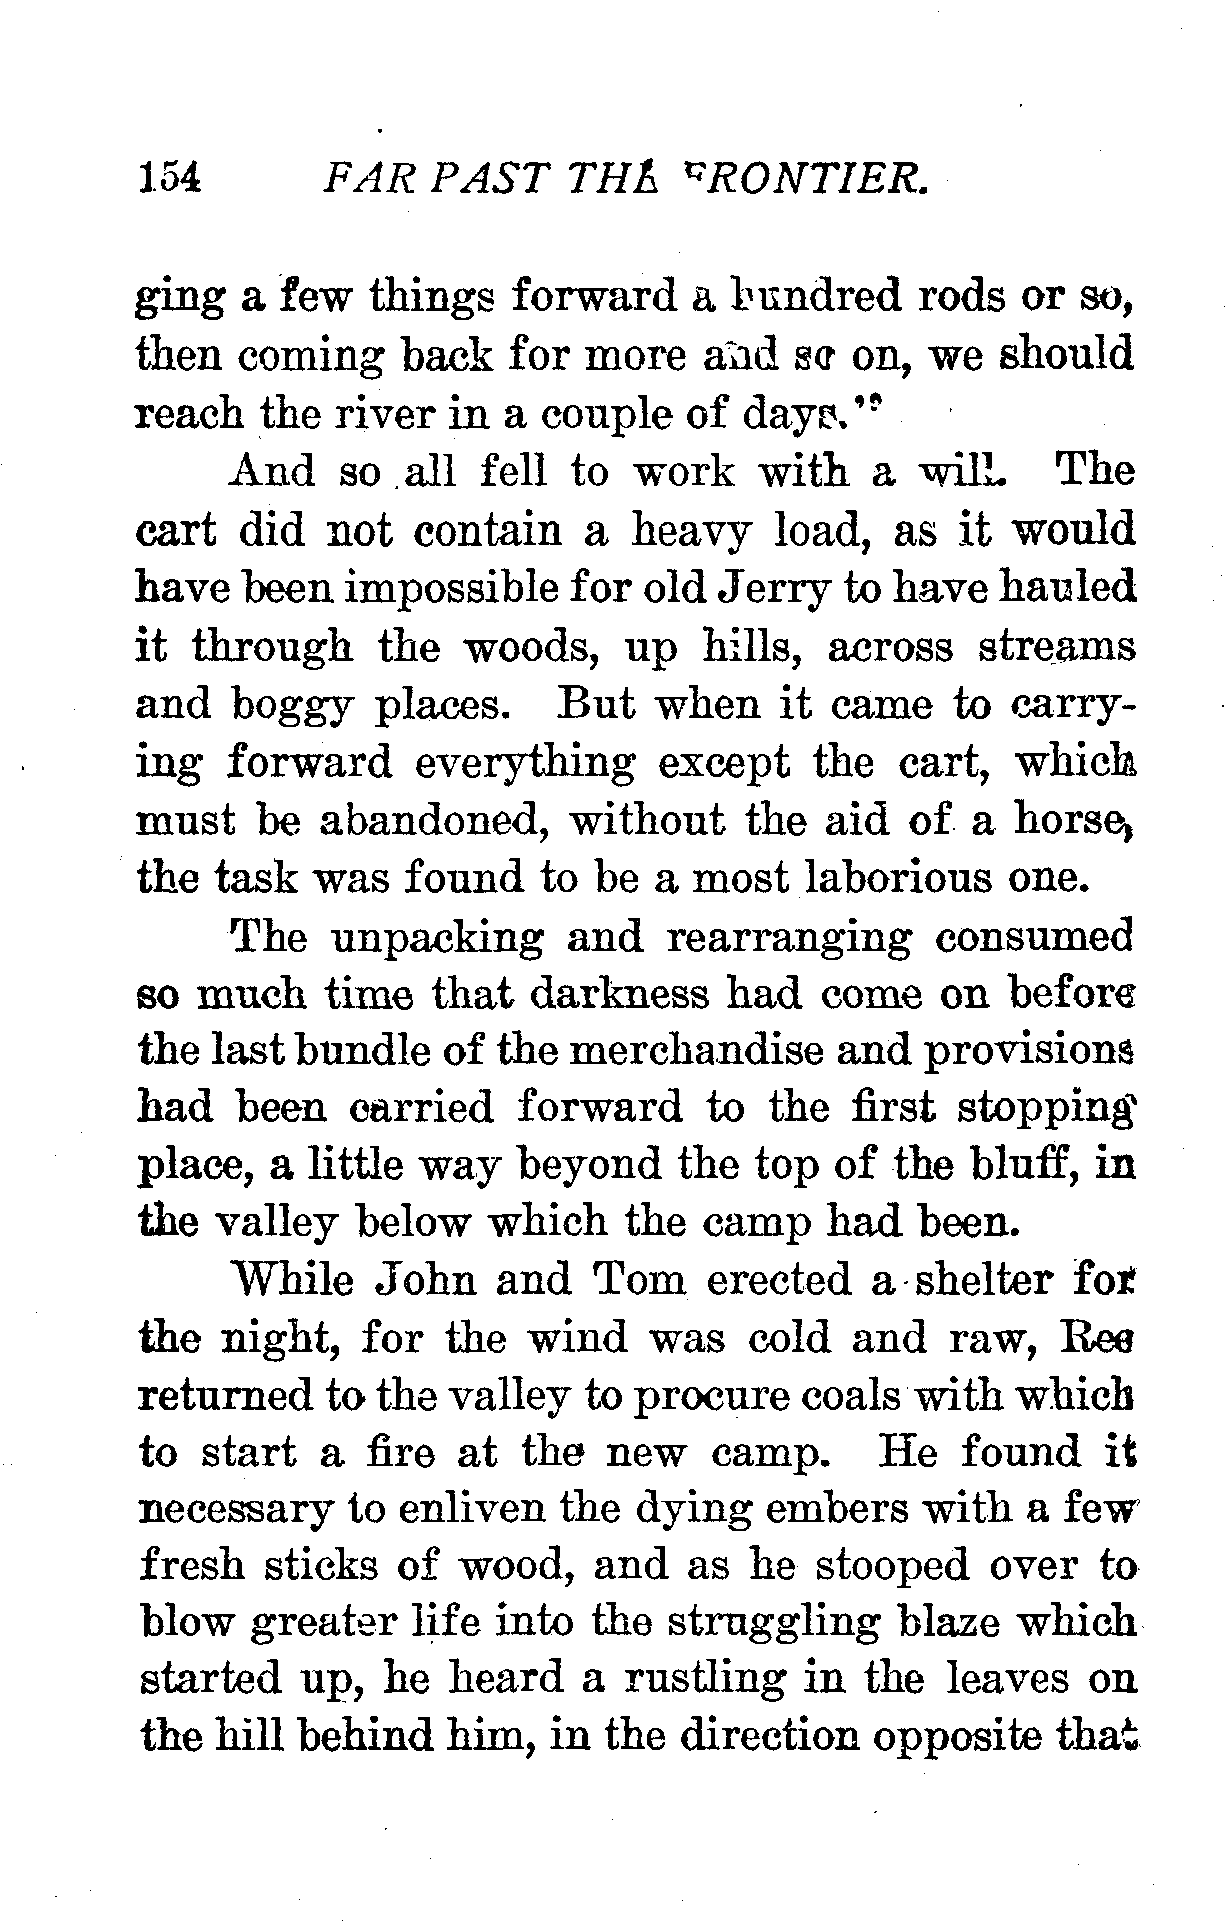 154 FAR PAST THE FRONTIER.
ging a few things forward a hundred rods or so,
then coming back for more and so on, we should
reach the river in a couple of days."
And so all fell to work with a will. The
cart did not contain a heavy load, as it would
have been impossible for old Jerry to have hauled
it through the woods, up hills, across streams
and boggy places. But when it came to carry-
ing forward everything except the cart, which
must be abandoned, without the aid of a horse,
the task was found to be a most laborious one.
The unpacking and rearranging consumed
so much time that darkness had come on before
the last bundle of the merchandise and provisions
had been carried forward to the first stopping
place, a little way beyond the top of the bluff, in
the valley below which the camp had been.
While John and Tom erected a shelter for
the night, for the wind was cold and raw, Ree
returned to the valley to procure coals with which
to start a fire at the new camp. He found it
necessary to enliven the dying embers with a few
fresh sticks of wood, and as he stooped over to
blow greater life into the struggling blaze which
started up, he heard a rustling in the leaves on
the hill behind him, in the direction opposite that